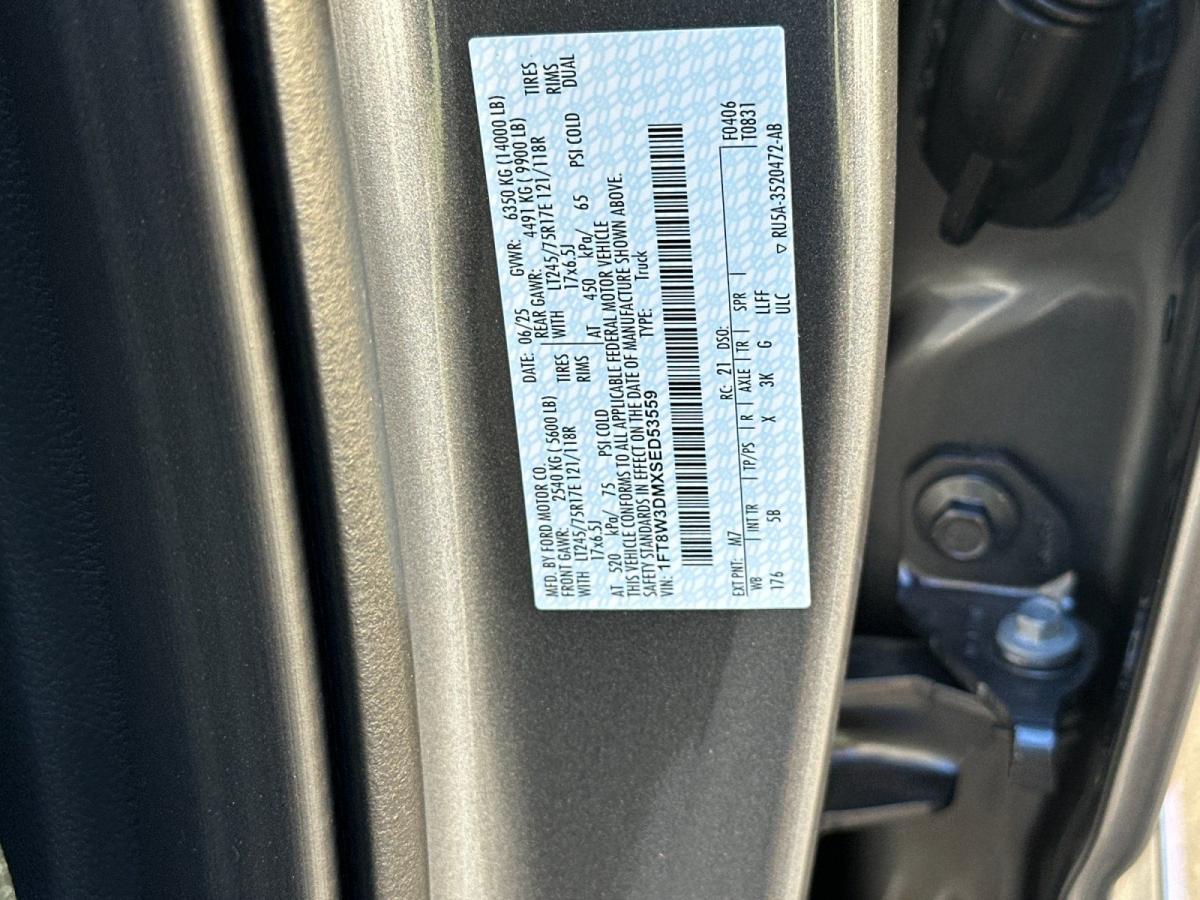 MFD. BY FORD MOTOR CO.
DATE: 06/25 GVWR: 6350 KG (14000 LB)
FRONT GAWR: 2540 KG ( 5600 LB)
REAR GAWR: 4491 KG ( 9900 LB)
WITH LT245/75R17E 121/118R TIRES
WITH LT245/75R17E 121/118R TIRES
17x6.5J RIMS
17x6.5J RIMS
AT 520 kPa/ 75 PSI COLD
AT 450 kPa/ 65 PSI COLD DUAL
THIS VEHICLE CONFORMS TO ALL APPLICABLE FEDERAL MOTOR VEHICLE
SAFETY STANDARDS IN EFFECT ON THE DATE OF MANUFACTURE SHOWN ABOVE.
VIN: 1FT8W3DMXSED53559 TYPE: Truck
F0406
T0831
EXT PNT: M7 RC: 21 DSO:
WB | INT TR | TP/PS | R | AXLE | TR | SPR |
176 5B X 3K G LLFF
ULC
▽ RU5A-3520472-AB